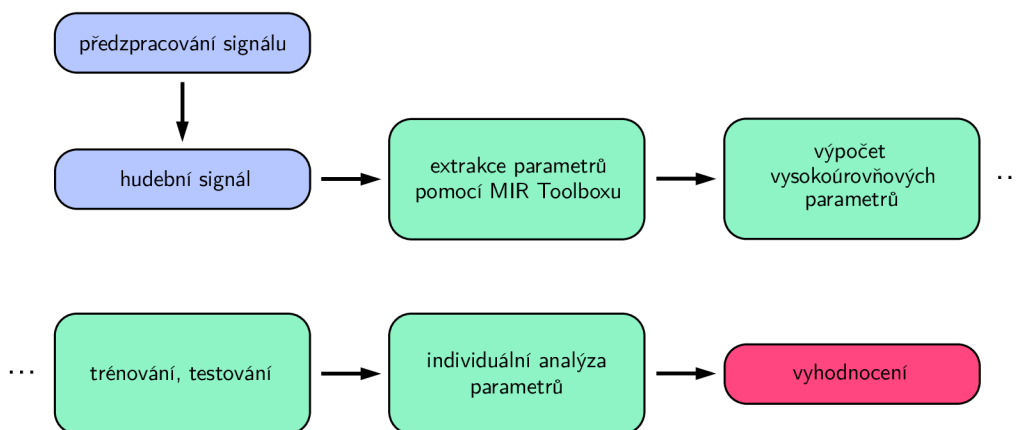 předzpracování signálu
hudební signál
extrakce parametrů
pomocí MIR Toolboxu
výpočet
vysokoúrovňových
parametrů
...
...
trénování, testování
individuální analýza
parametrů
vyhodnocení